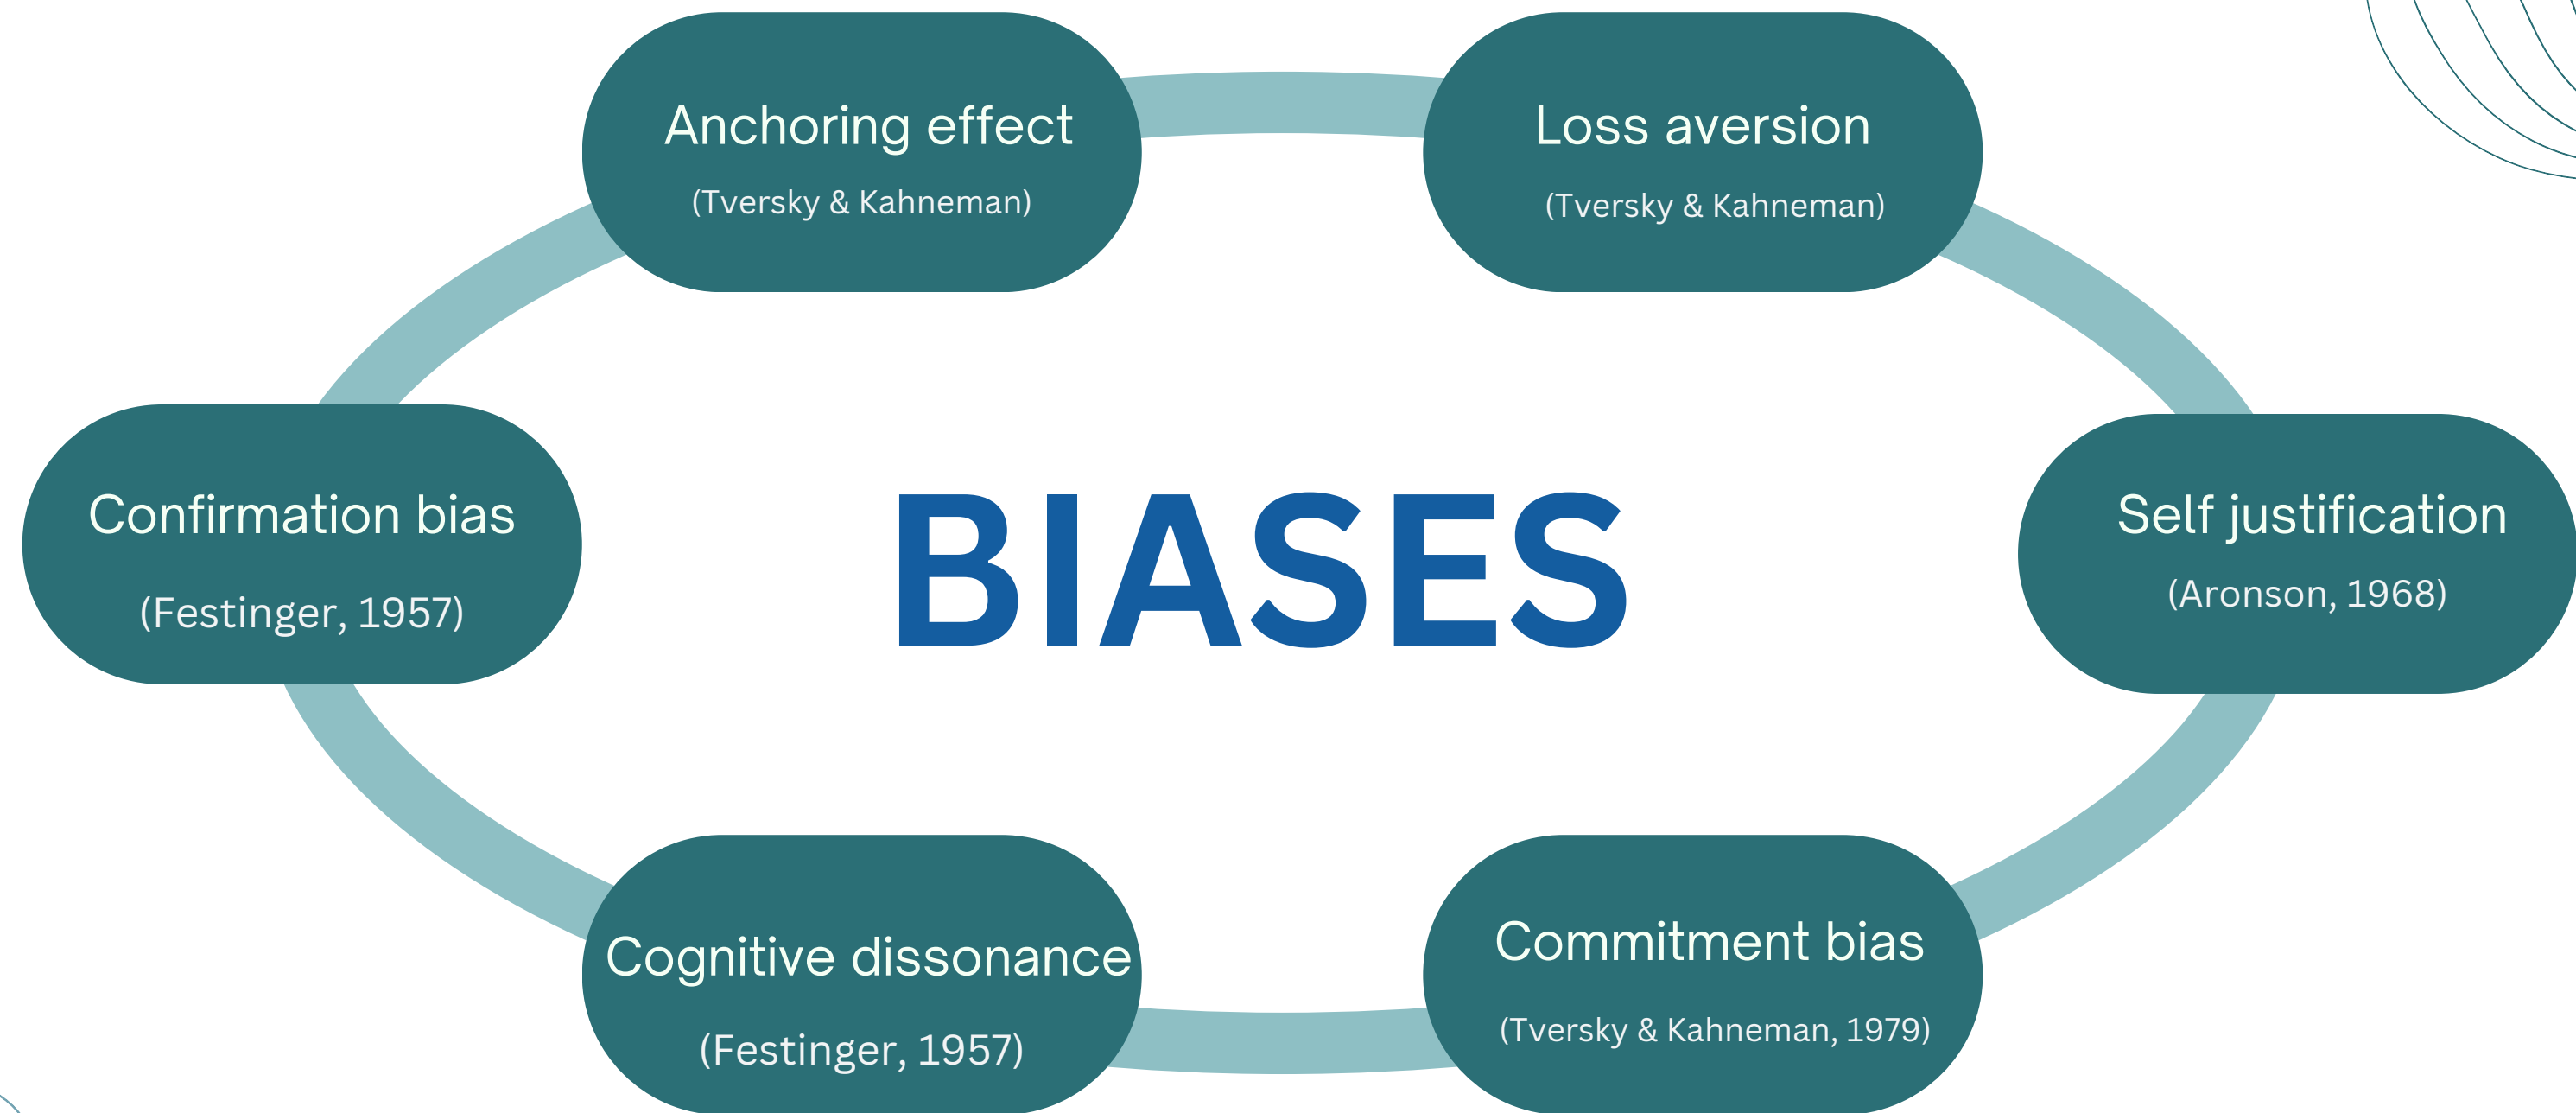 Anchoring effect
(Tversky & Kahneman)
Loss aversion
(Tversky & Kahneman)
Confirmation bias
(Festinger, 1957)
BIASES
Self justification
(Aronson, 1968)
Cognitive dissonance
(Festinger, 1957)
Commitment bias
(Tversky & Kahneman, 1979)